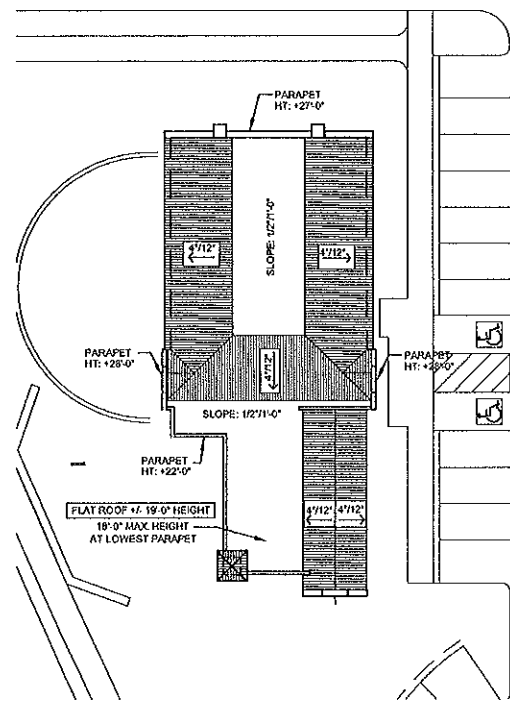 PARAPET
HT: +27'-0"
4"/12"
SLOPE: 1/2"/1'-0"
4"/12"
PARAPET
HT: +28'-0"
4"/12"
PARAPET
HT: +28'-0"
SLOPE: 1/2"/1'-0"
PARAPET
HT: +22'-0"
FLAT ROOF +/- 19'-0" HEIGHT
18'-0" MAX. HEIGHT
AT LOWEST PARAPET
4"/12"
4"/12"